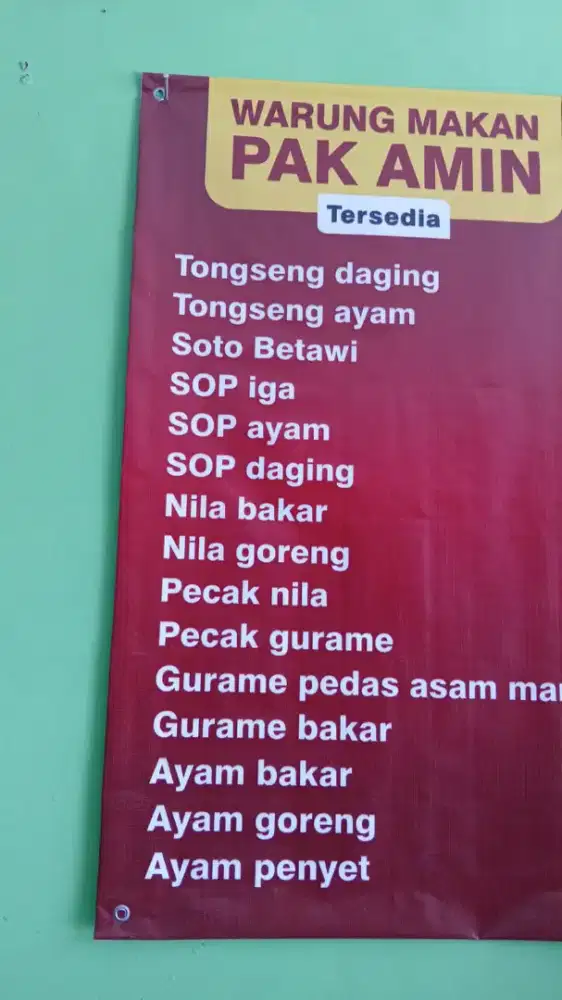 WARUNG MAKAN
PAK AMIN
Tersedia
Tongseng daging
Tongseng ayam
Soto Betawi
SOP iga
SOP ayam
SOP daging
Nila bakar
Nila goreng
Pecak nila
Pecak gurame
Gurame pedas asam
Gurame bakar
Ayam bakar
Ayam goreng
Ayam penyet